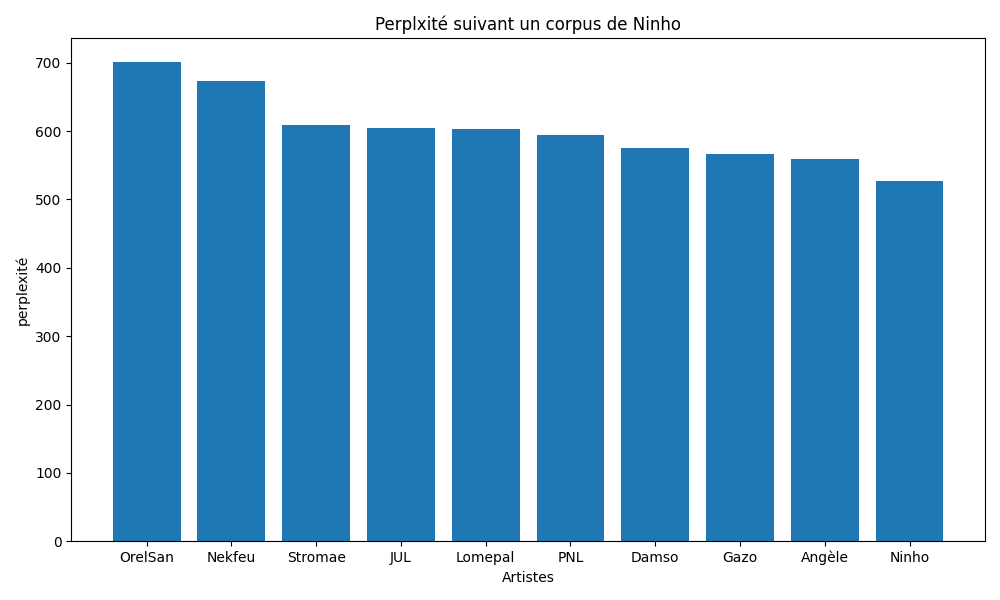 Perplxité suivant un corpus de Ninho
perplexité
700
600
500
400
300
200
100
0
OrelSan Nekfeu Stromae JUL Lomepal PNL Damso Gazo Angèle Ninho
Artistes